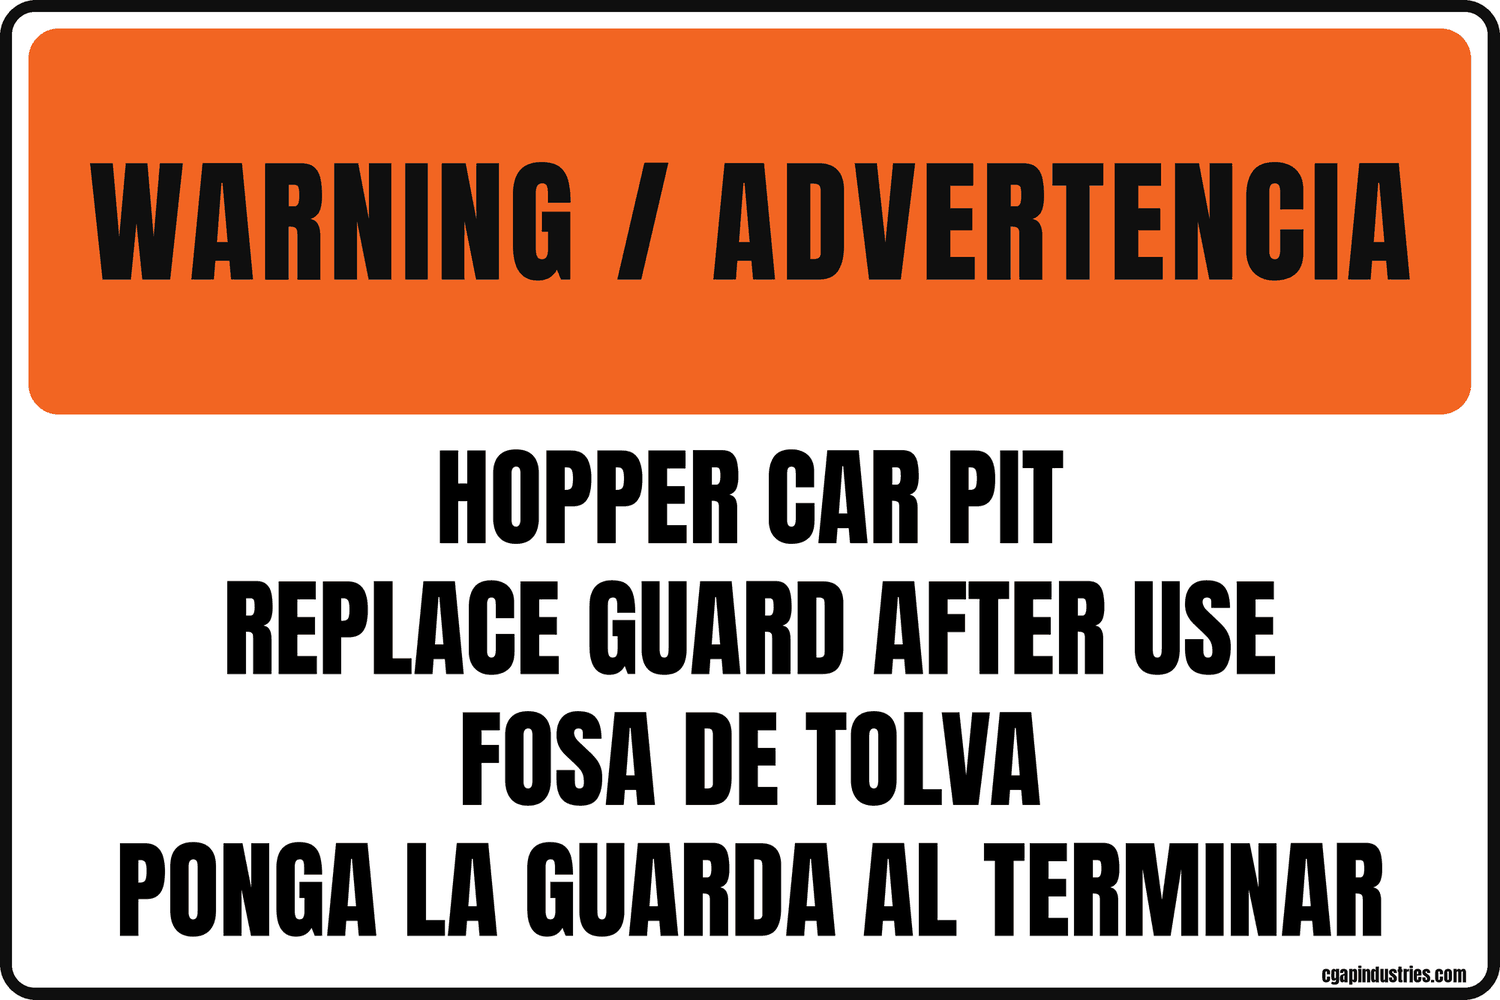 WARNING / ADVERTENCIA
HOPPER CAR PIT
REPLACE GUARD AFTER USE
FOSA DE TOLVA
PONGA LA GUARDA AL TERMINAR
cgapindustries.com